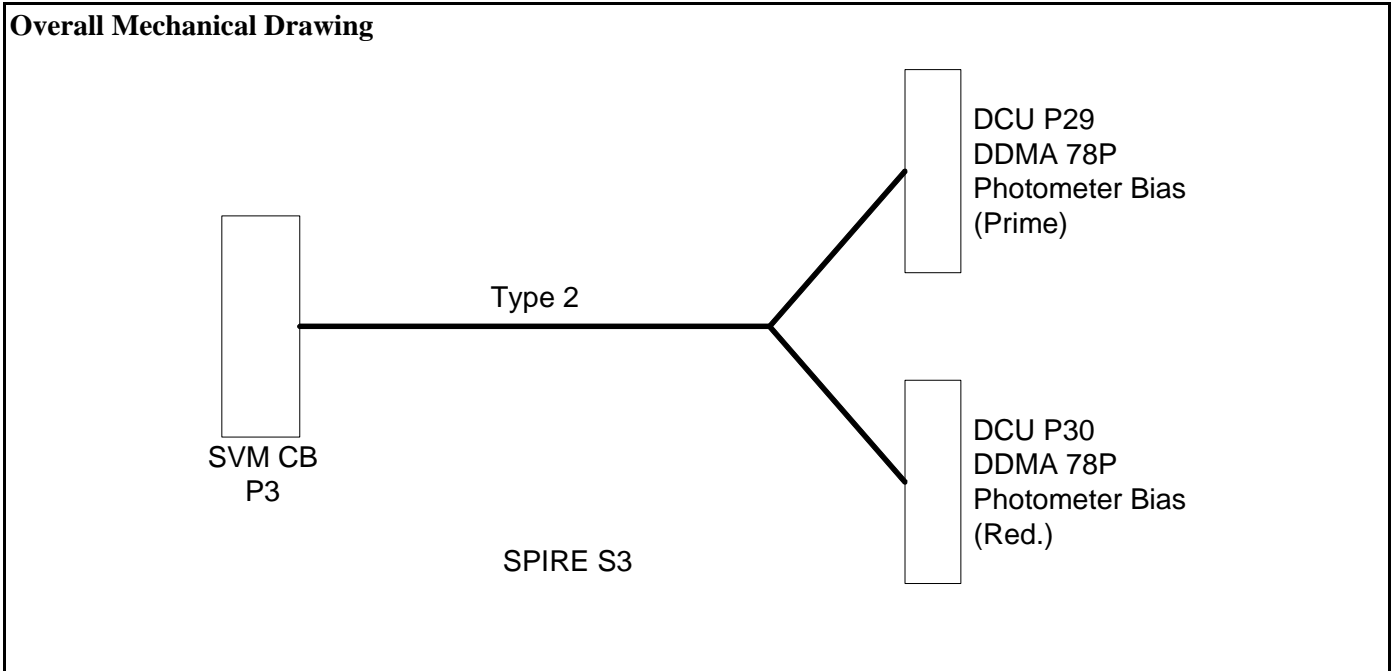 Overall Mechanical Drawing
DCU P29
DDMA 78P
Photometer Bias
(Prime)
Type 2
SVM CB
P3
DCU P30
DDMA 78P
Photometer Bias
(Red.)
SPIRE S3